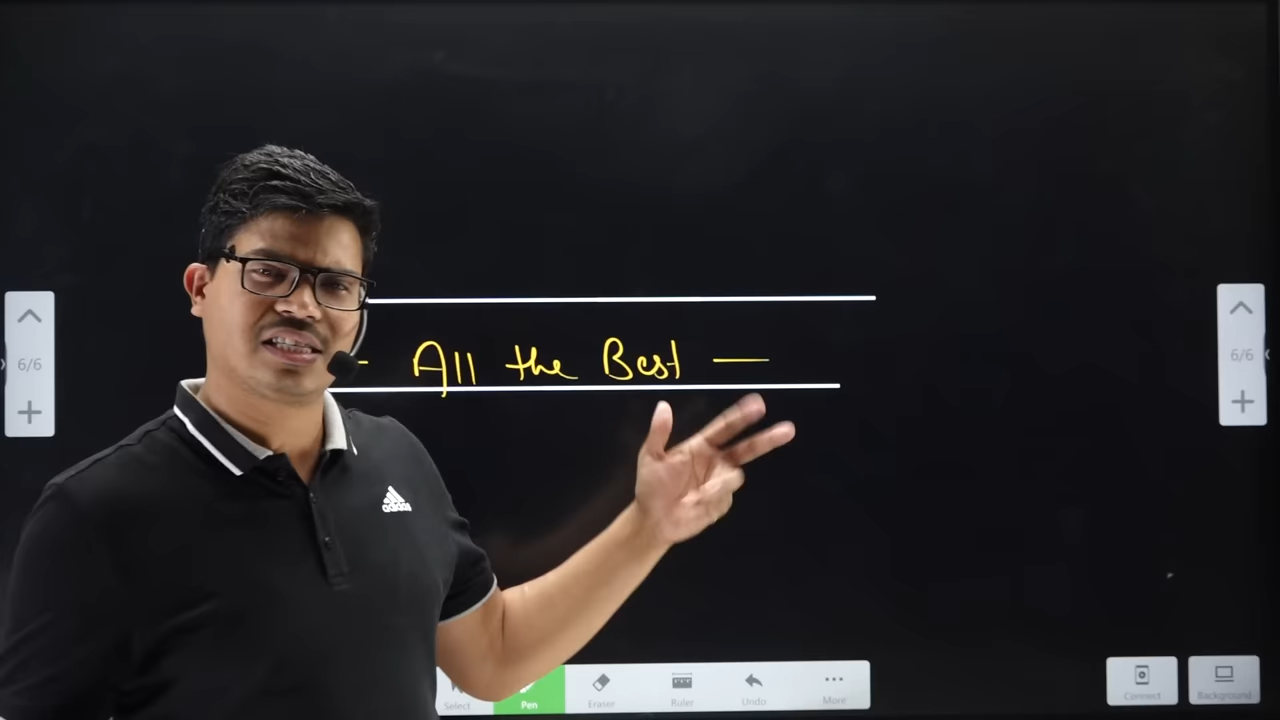 6/6
6/6
- All the Best —
adidas
Select
Pen
Eraser
Ruler
Undo
More
Connect
Background